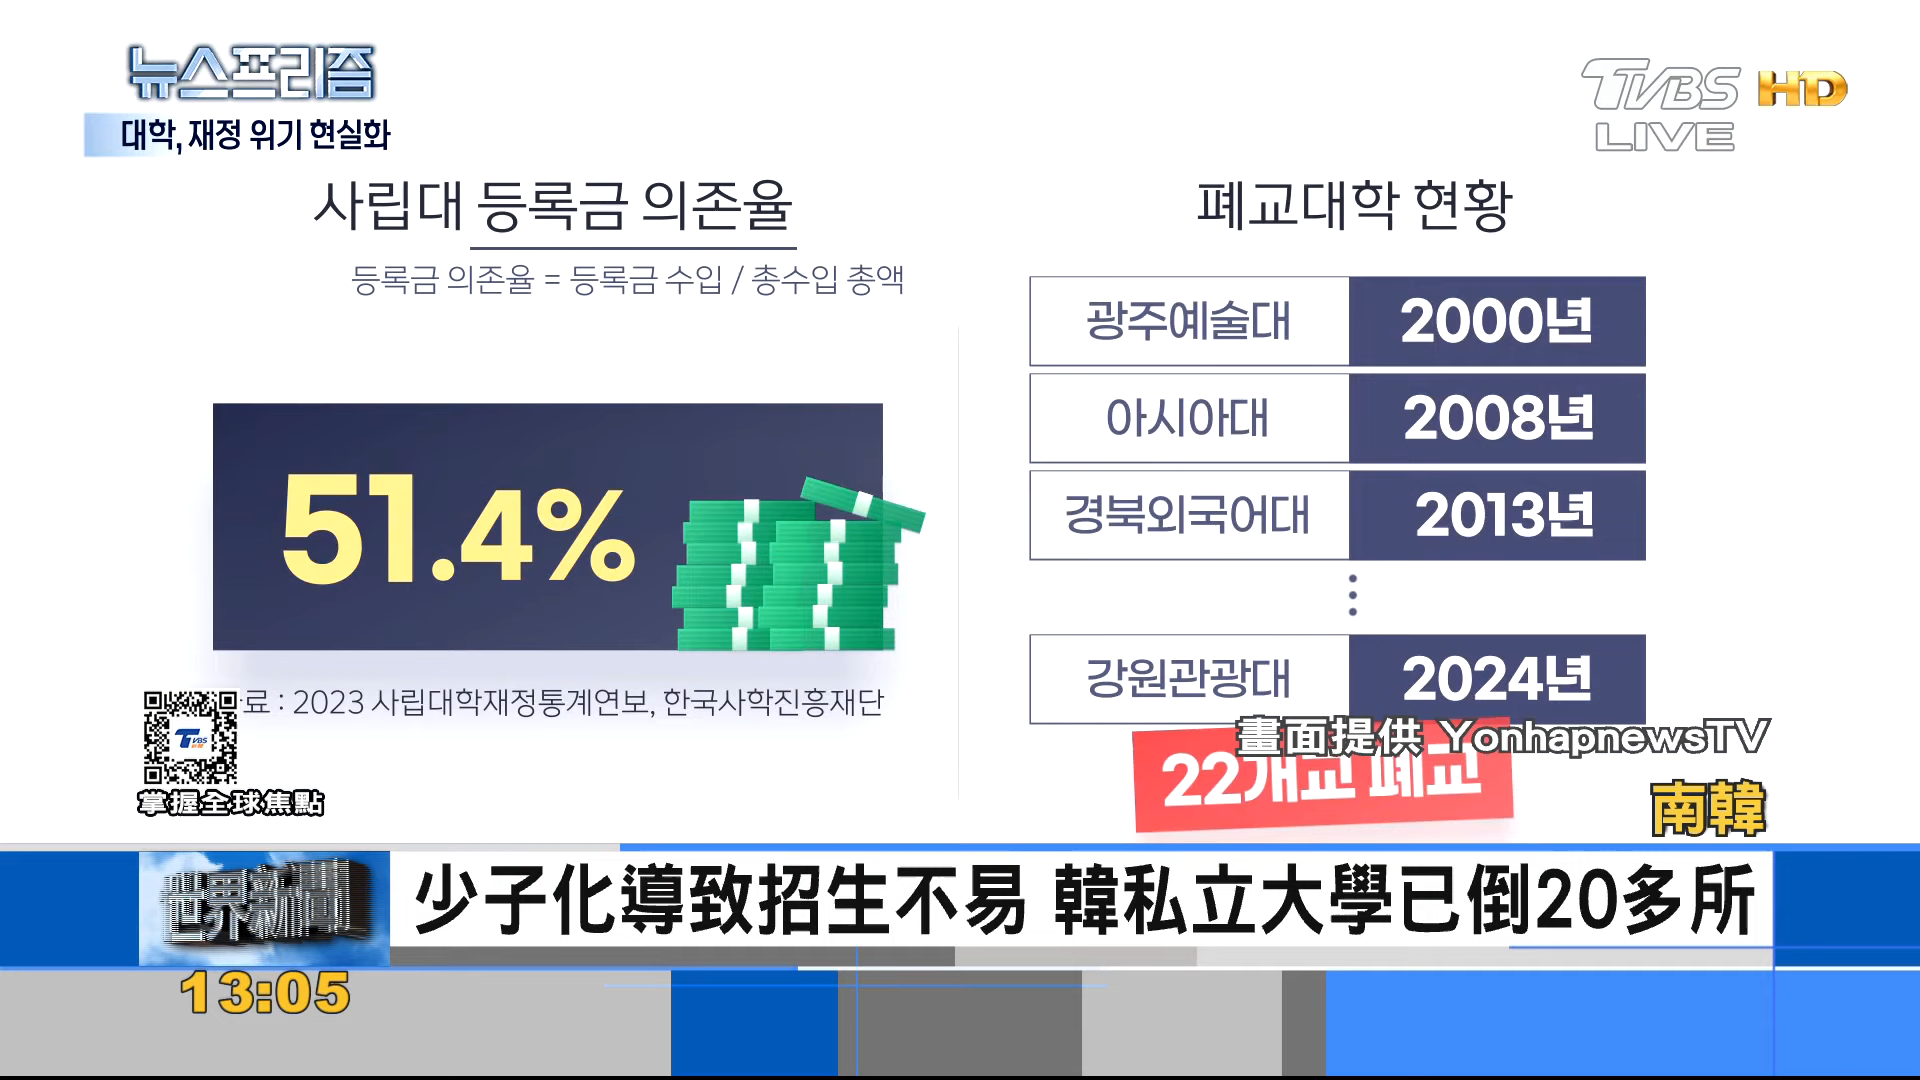 뉴스프리즘
대학, 재정 위기 현실화
TVBS HD
LIVE
사립대 등록금 의존율
등록금 의존율 = 등록금 수입 / 총수입 총액
51.4%
료 : 2023 사립대학재정통계연보, 한국사학진흥재단
폐교대학 현황
광주예술대 2000년
아시아대 2008년
경북외국어대 2013년
강원관광대 2024년
22개교 폐교
畫面提供 YonhapnewsTV
南韓
TVBS
掌握全球焦點
世界新聞
少子化導致招生不易 韓私立大學已倒20多所
13:05